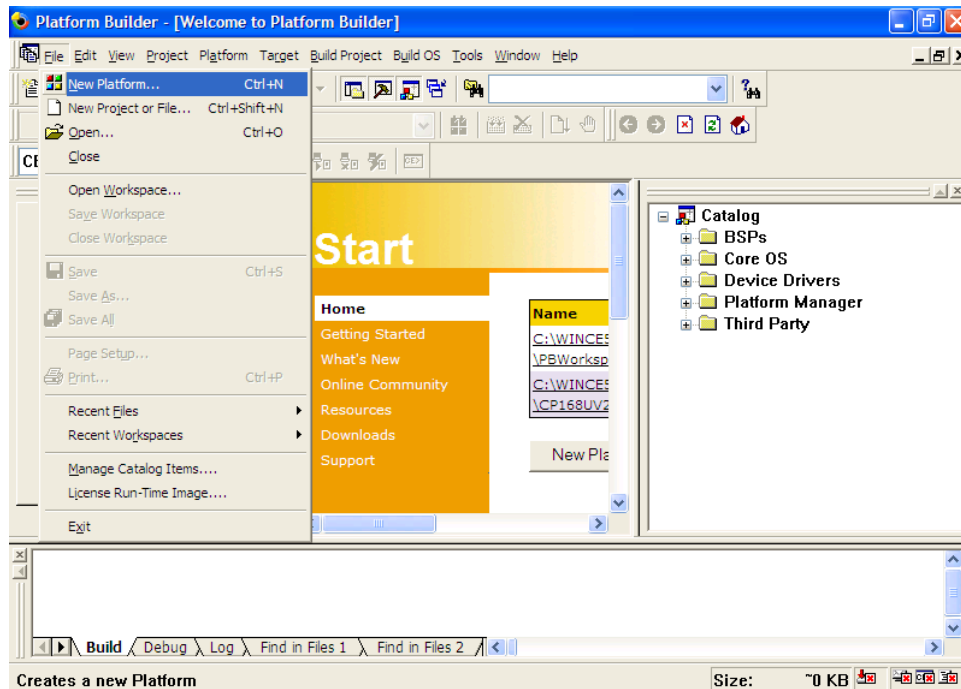 Platform Builder - [Welcome to Platform Builder]
File Edit View Project Platform Target Build Project Build OS Tools Window Help
New Platform... Ctrl+N
New Project or File... Ctrl+Shift+N
Open... Ctrl+O
Close
Open Workspace...
Save Workspace
Close Workspace
Save Ctrl+S
Save As...
Save All
Page Setup...
Print... Ctrl+P
Recent Files
Recent Workspaces
Manage Catalog Items....
License Run-Time Image....
Exit
Start
Home
Getting Started
What's New
Online Community
Resources
Downloads
Support
Name
C:\WINCE5
\PBWorksp
C:\WINCE5
\CP168UV2
New Pla
Catalog
BSPs
Core OS
Device Drivers
Platform Manager
Third Party
Build Debug Log Find in Files 1 Find in Files 2
Creates a new Platform
Size: ~0 KB